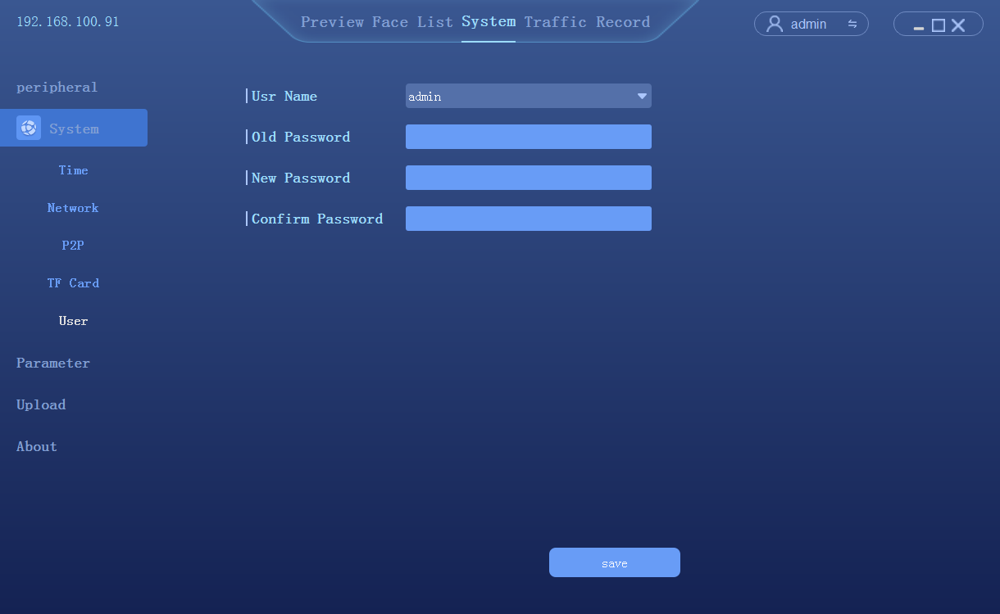 192.168.100.91
Preview Face List System Traffic Record
admin
peripheral
System
Time
Network
P2P
TF Card
User
Parameter
Upload
About
Usr Name admin
Old Password
New Password
Confirm Password
save